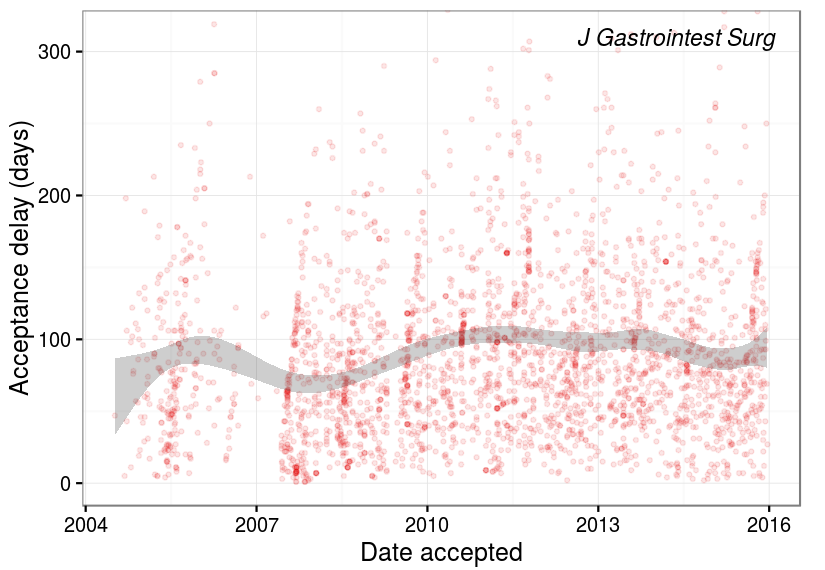 J Gastrointest Surg
300
200
100
0
Acceptance delay (days)
2004 2007 2010 2013 2016
Date accepted